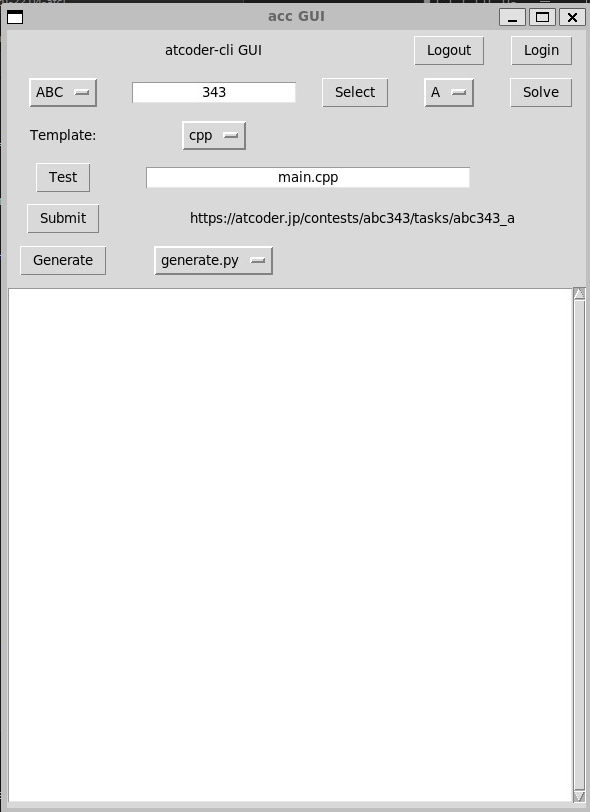 acc GUI
atcoder-cli GUI Logout Login
ABC 343 Select A Solve
Template: cpp
Test main.cpp
Submit https://atcoder.jp/contests/abc343/tasks/abc343_a
Generate generate.py